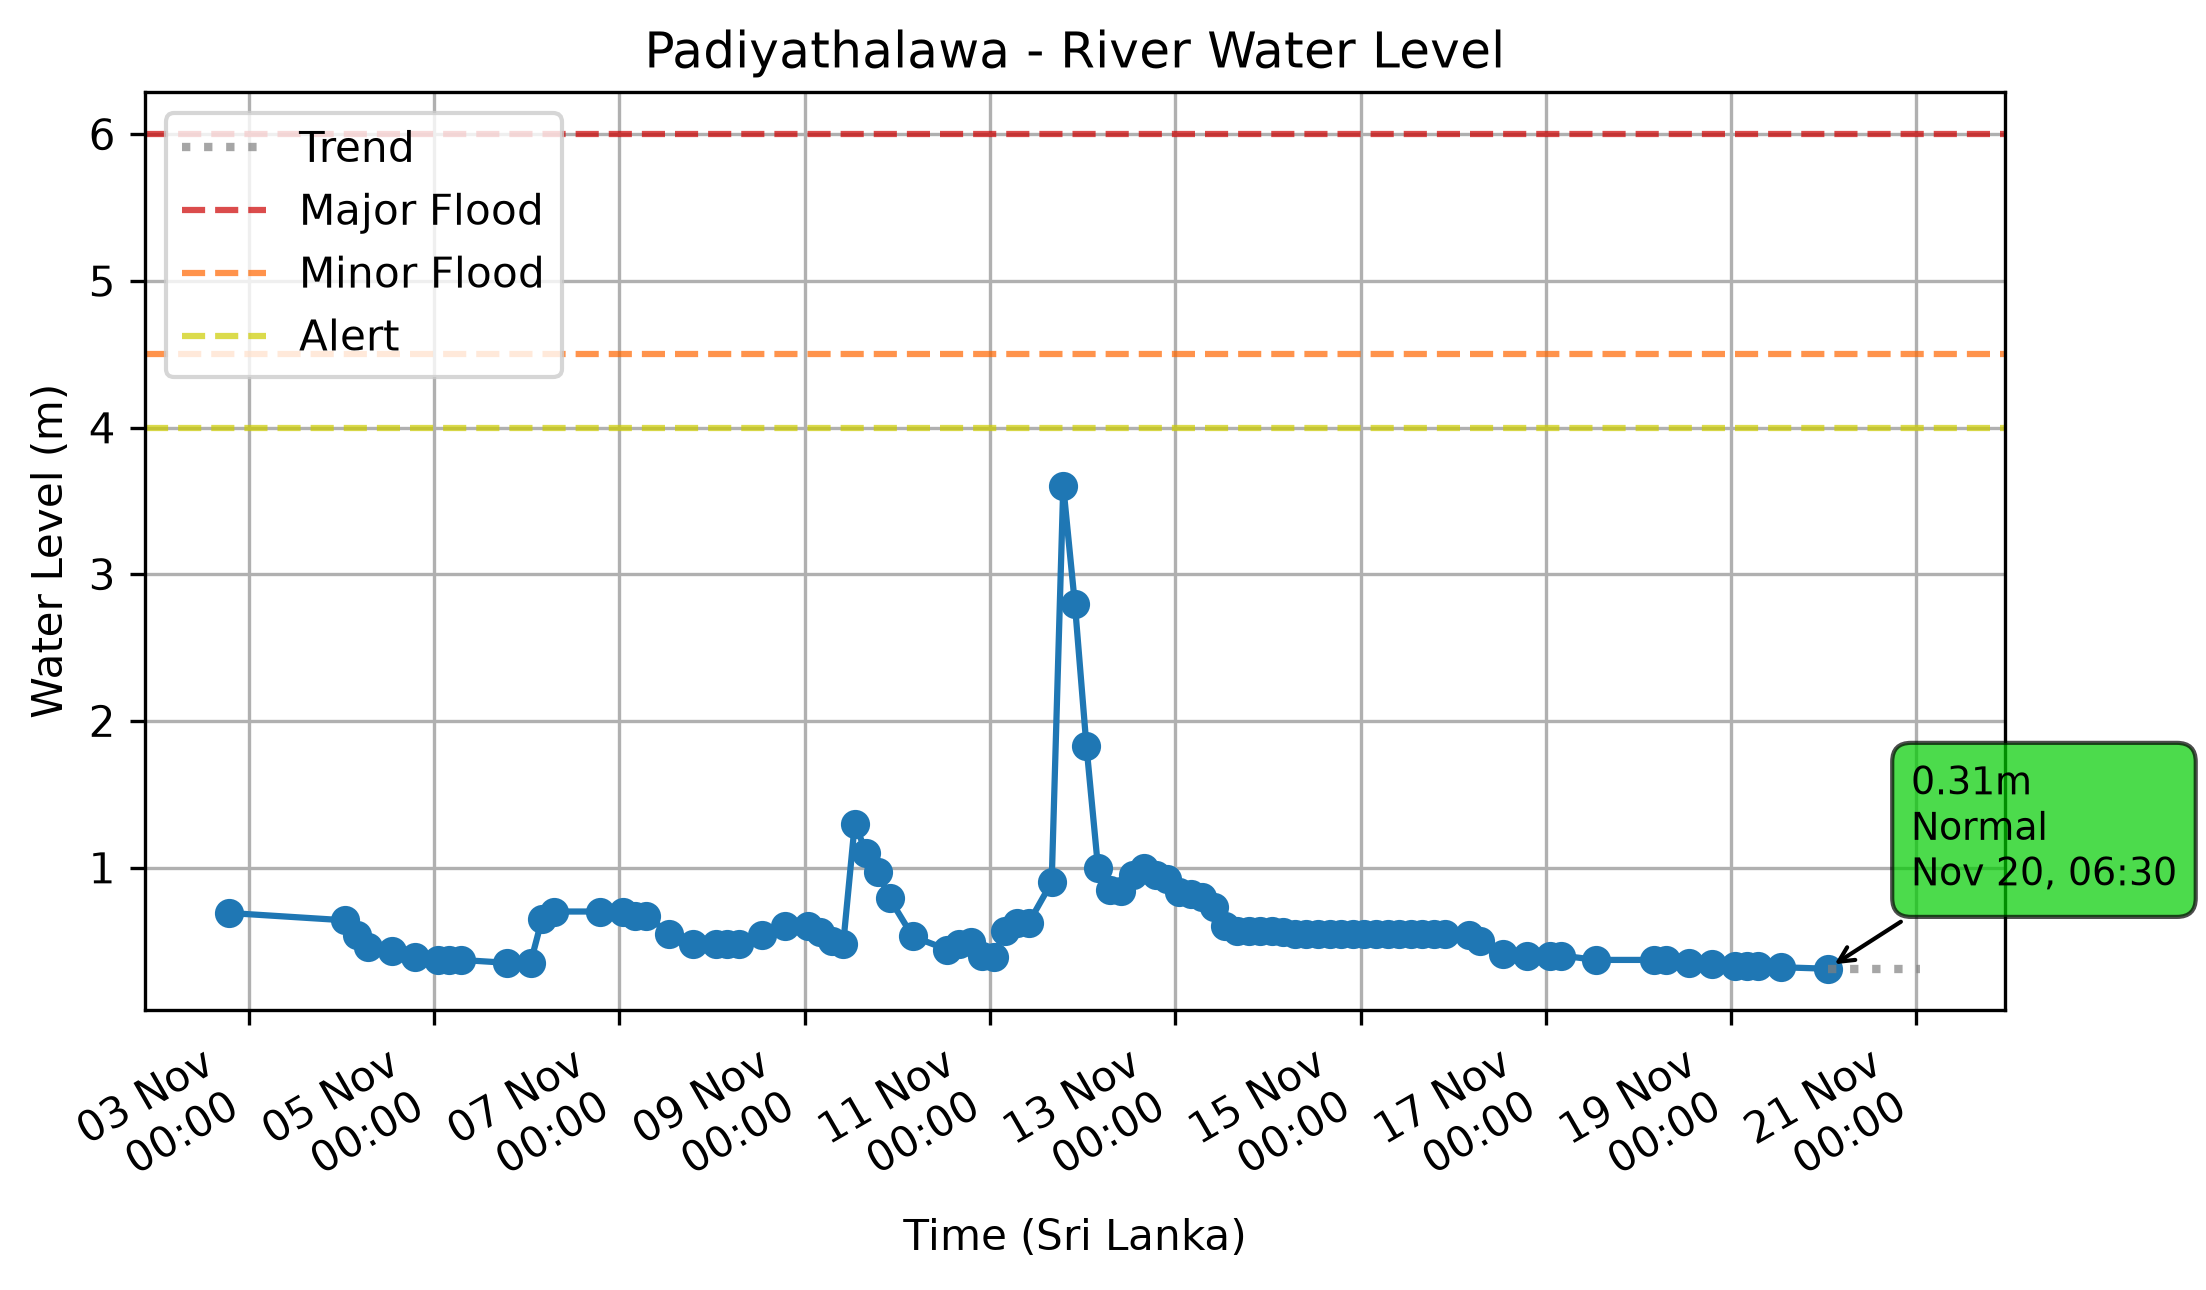 Padiyathalawa - River Water Level
Trend
Major Flood
Minor Flood
Alert
6
5
4
3
2
1
Water Level (m)
0.31m
Normal
Nov 20, 06:30
03 Nov
00:00
05 Nov
00:00
07 Nov
00:00
09 Nov
00:00
11 Nov
00:00
13 Nov
00:00
15 Nov
00:00
17 Nov
00:00
19 Nov
00:00
21 Nov
00:00
Time (Sri Lanka)